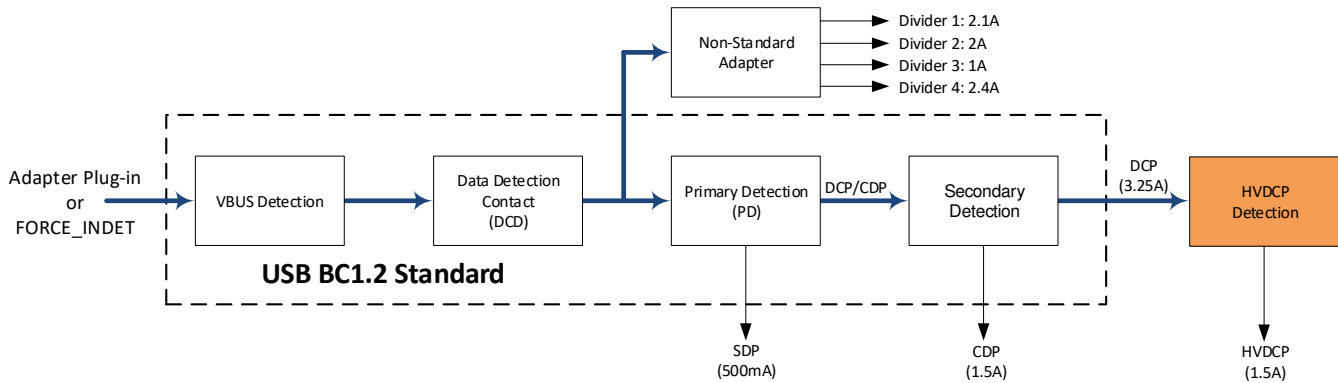 Non-Standard
Adapter
Divider 1: 2.1A
Divider 2: 2A
Divider 3: 1A
Divider 4: 2.4A
Adapter Plug-in
or
FORCE_INDET
VBUS Detection
Data Detection
Contact
(DCD)
Primary Detection
(PD)
DCP/CDP
Secondary
Detection
DCP
(3.25A)
HVDCP
Detection
USB BC1.2 Standard
SDP
(500mA)
CDP
(1.5A)
HVDCP
(1.5A)